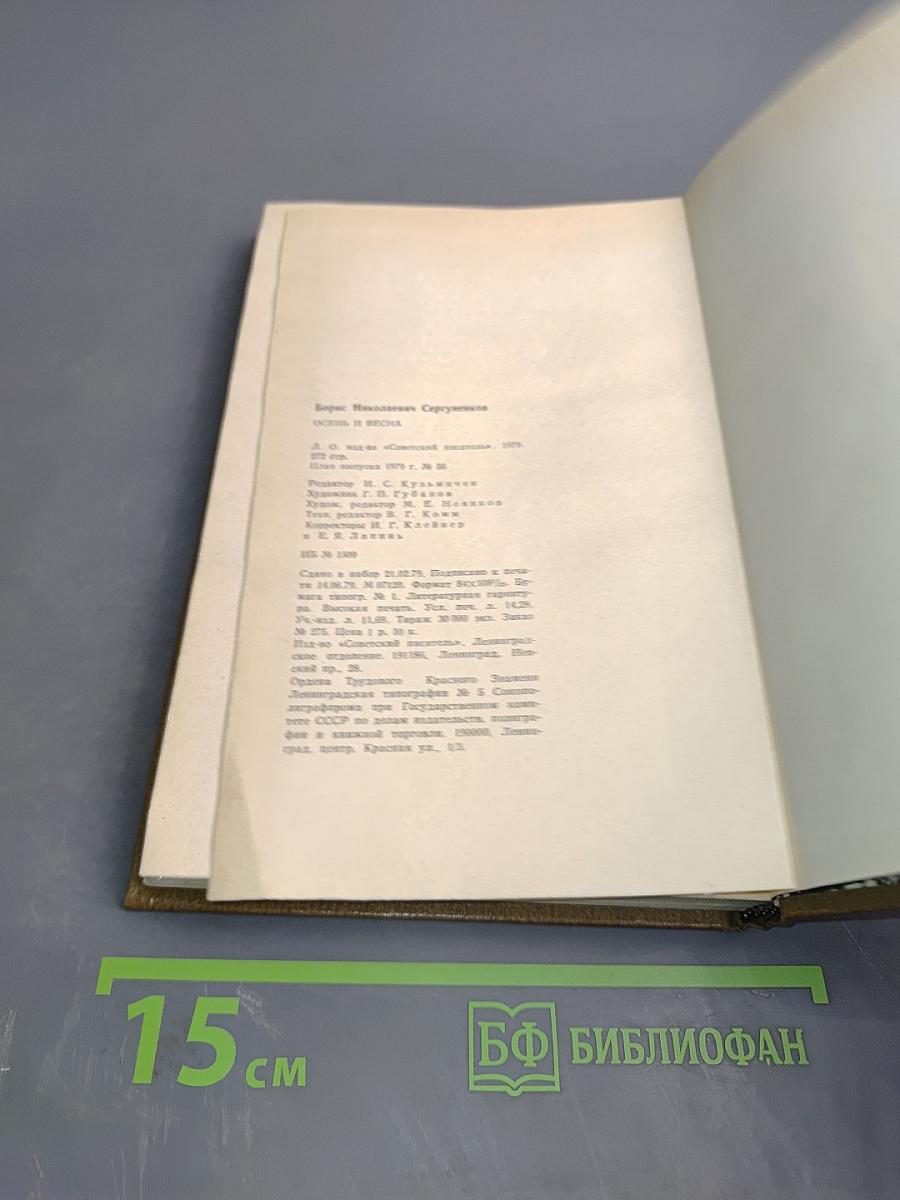 Борис Николаевич Сергуненков
ОСЕНЬ И ВЕСНА
Л. О. изд-ва «Советский писатель», 1979.
272 стр.
План выпуска 1979 г. №
Редактор И. С. Кузьмичев
Художник Г. П. Губанов
Худож. редактор М. Е. Новиков
Техн. редактор В. Г. Комм
Корректоры И. Г. Клейнер
и Е. Я. Лапинь
ИБ № 1309
Сдано в набор 21.02.79. Подписано к печа-
ти 14.06.79. М 07120. Формат 84×108¹/₃₂. Бу-
мага типогр. № 1. Литературная гарниту-
ра. Высокая печать. Усл. печ. л. 14,28.
Уч.-изд. л. 11,69. Тираж 30 000 экз. Заказ
№ 275. Цена 1 р. 10 к.
Изд-во «Советский писатель», Ленинград-
ское отделение. 191186, Ленинград, Нев-
ский пр., 28.
Ордена Трудового Красного Знамени
Ленинградская типография № 5 Союзпо-
лиграфпрома при Государственном коми-
тете СССР по делам издательств, полигра-
фии и книжной торговли. 190000, Ленин-
град, центр, Красная ул., 1/3.
15 см
БФ БИБЛИОФАН